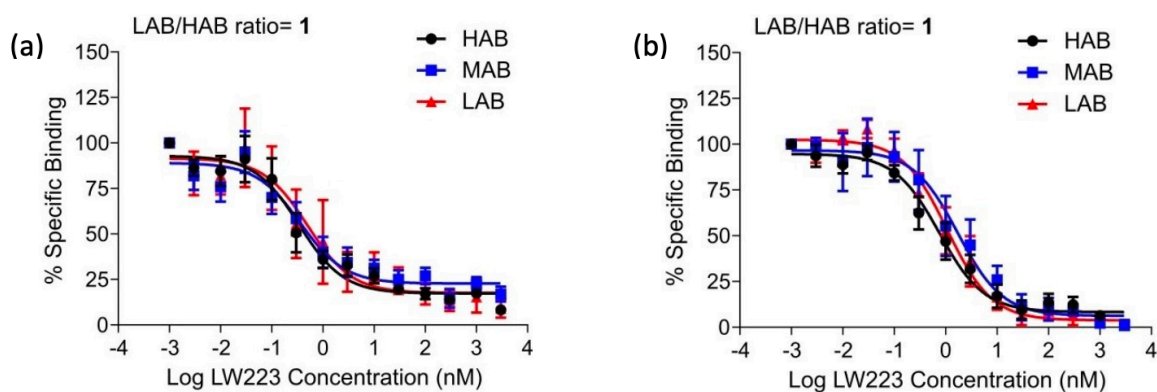 (a)
LAB/HAB ratio= 1
HAB
MAB
LAB
% Specific Binding
150
125
100
75
50
25
0
-4 -3 -2 -1 0 1 2 3 4
Log LW223 Concentration (nM)
(b)
LAB/HAB ratio= 1
HAB
MAB
LAB
% Specific Binding
150
125
100
75
50
25
0
-4 -3 -2 -1 0 1 2 3 4
Log LW223 Concentration (nM)